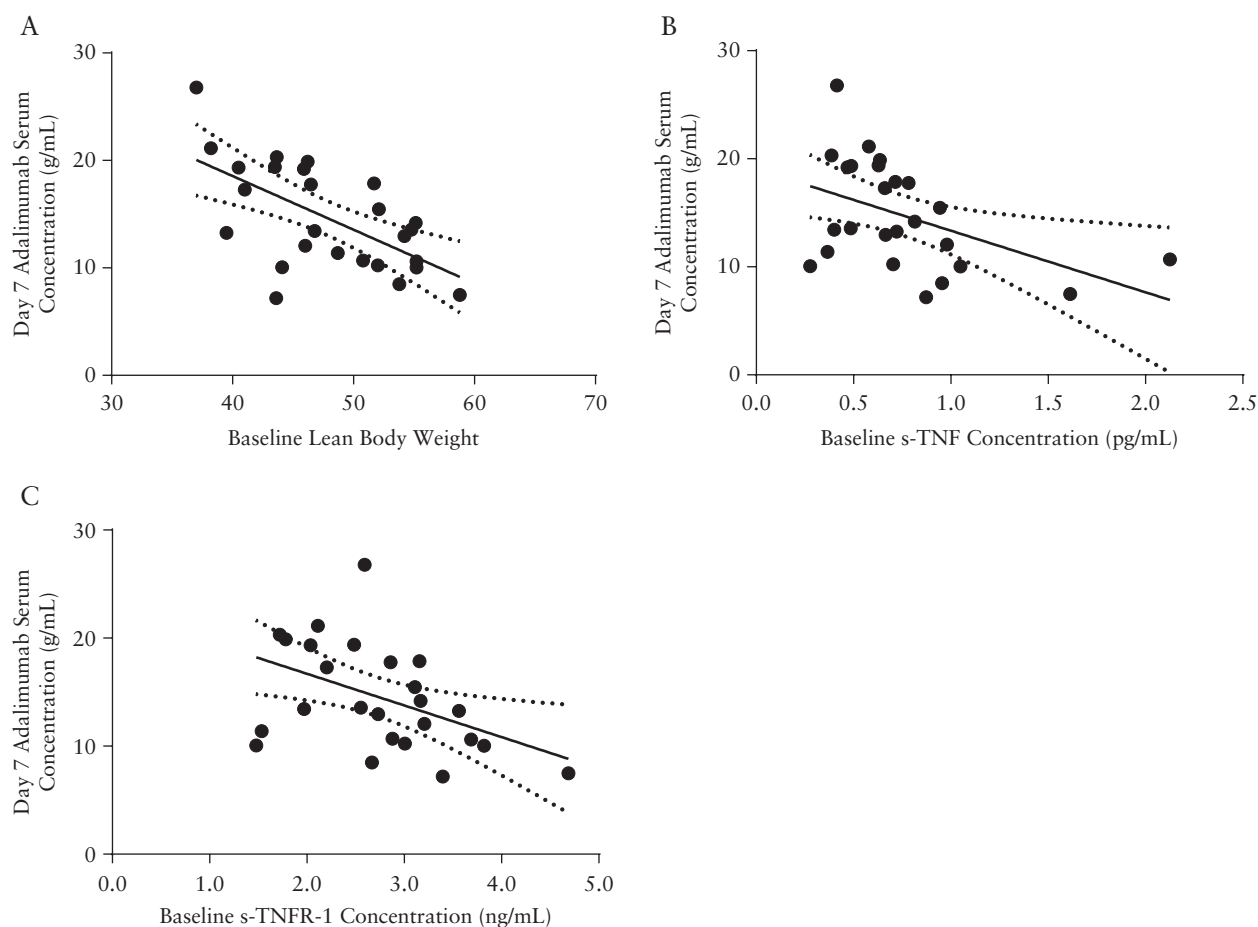 A
Day 7 Adalimumab Serum
Concentration (g/mL)
30
20
10
0
30 40 50 60 70
Baseline Lean Body Weight
B
Day 7 Adalimumab Serum
Concentration (g/mL)
30
20
10
0
0.0 0.5 1.0 1.5 2.0 2.5
Baseline s-TNF Concentration (pg/mL)
C
Day 7 Adalimumab Serum
Concentration (g/mL)
30
20
10
0
0.0 1.0 2.0 3.0 4.0 5.0
Baseline s-TNFR-1 Concentration (ng/mL)